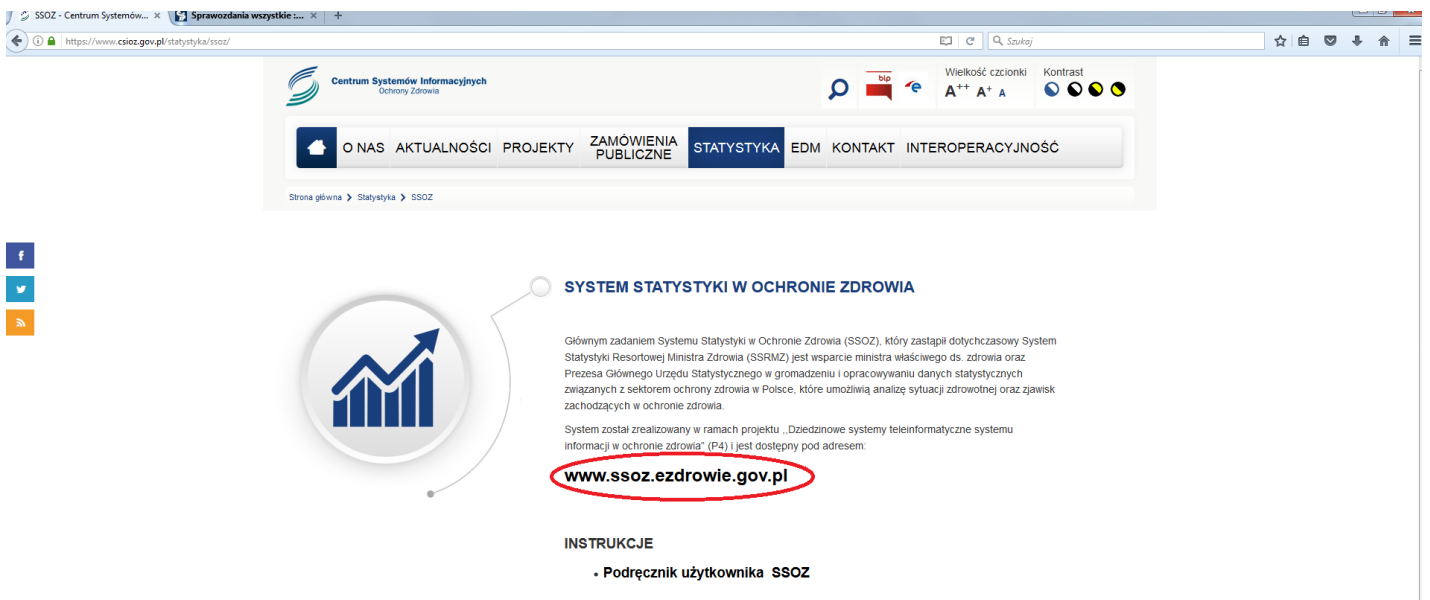 SSOZ - Centrum Systemów... × Sprawozdania wszystkie :... × +
https://www.csioz.gov.pl/statystyka/ssoz/ Szukaj
Centrum Systemów Informacyjnych
Ochrony Zdrowia
bip
Wielkość czcionki Kontrast
A++ A+ A
O NAS AKTUALNOŚCI PROJEKTY ZAMÓWIENIA PUBLICZNE STATYSTYKA EDM KONTAKT INTEROPERACYJNOŚĆ
Strona główna > Statystyka > SSOZ
SYSTEM STATYSTYKI W OCHRONIE ZDROWIA
Głównym zadaniem Systemu Statystyki w Ochronie Zdrowia (SSOZ), który zastąpił dotychczasowy System
Statystyki Resortowej Ministra Zdrowia (SSRMZ) jest wsparcie ministra właściwego ds. zdrowia oraz
Prezesa Głównego Urzędu Statystycznego w gromadzeniu i opracowywaniu danych statystycznych
związanych z sektorem ochrony zdrowia w Polsce, które umożliwią analizę sytuacji zdrowotnej oraz zjawisk
zachodzących w ochronie zdrowia.
System został zrealizowany w ramach projektu ,,Dziedzinowe systemy teleinformatyczne systemu
informacji w ochronie zdrowia" (P4) i jest dostępny pod adresem:
www.ssoz.ezdrowie.gov.pl
INSTRUKCJE
• Podręcznik użytkownika SSOZ